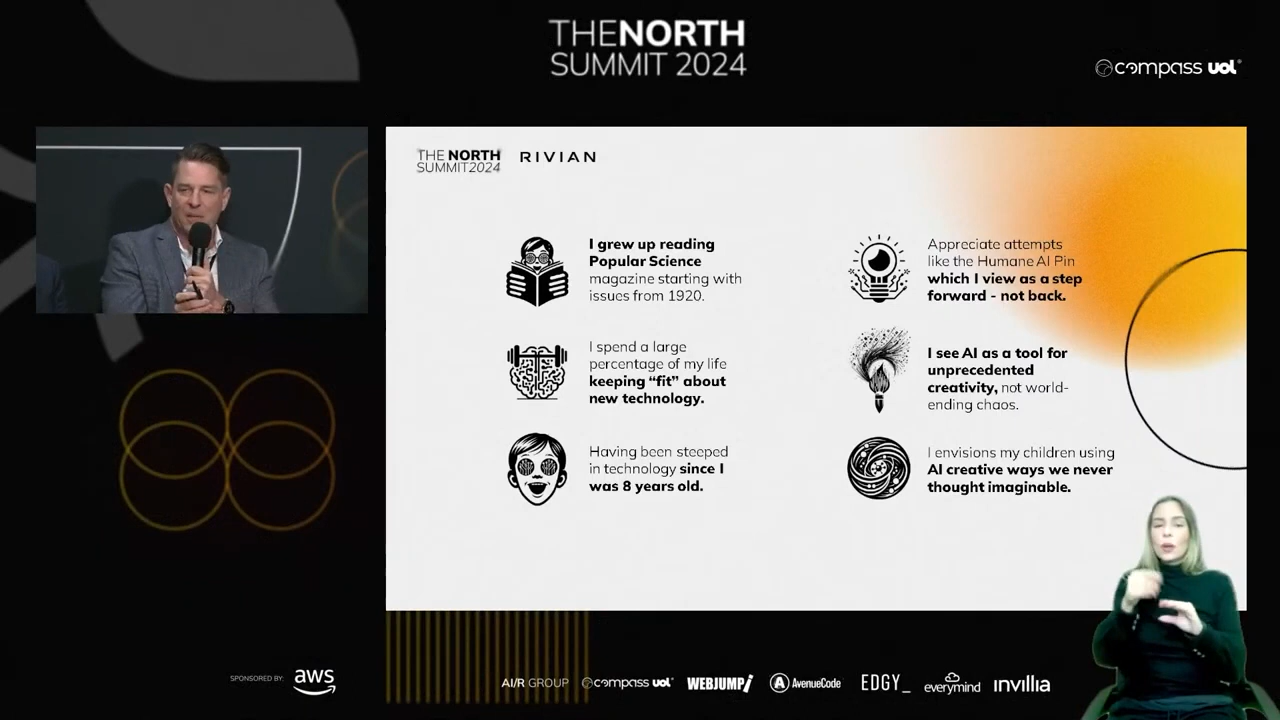 THENORTH
SUMMIT 2024
compass uol
THE NORTH
SUMMIT2024
RIVIAN
I grew up reading
Popular Science
magazine starting with
issues from 1920.
I spend a large
percentage of my life
keeping “fit” about
new technology.
Having been steeped
in technology since I
was 8 years old.
Appreciate attempts
like the Humane AI Pin
which I view as a step
forward - not back.
I see AI as a tool for
unprecedented
creativity, not world-
ending chaos.
I envisions my children using
AI creative ways we never
thought imaginable.
SPONSORED BY:
aws
AI/R GROUP
compass uol
WEBJUMP
AvenueCode
EDGY_
everymind
invillia